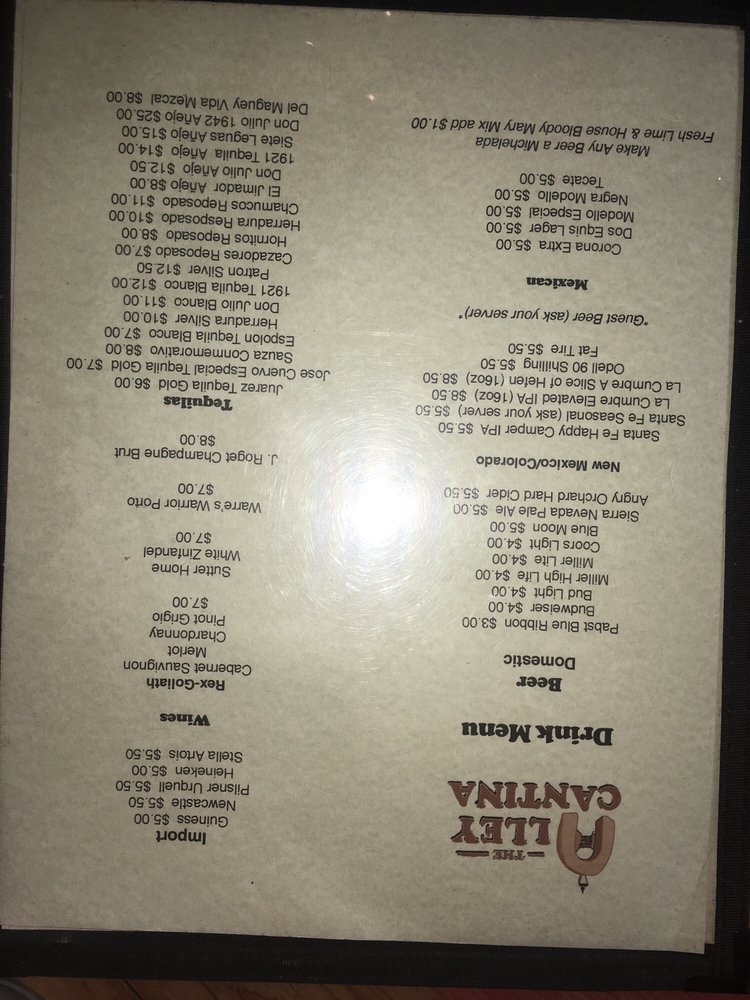 THE
ALLEY
CANTINA
Drink Menu
Beer
Domestic
Pabst Blue Ribbon $3.00
Budweiser $4.00
Bud Light $4.00
Miller High Life $4.00
Miller Lite $4.00
Coors Light $4.00
Blue Moon $5.00
Sierra Nevada Pale Ale $5.00
Angry Orchard Hard Cider $5.50
New Mexico/Colorado
Santa Fe Happy Camper IPA $5.50
Santa Fe Seasonal (ask your server) $5.50
La Cumbre Elevated IPA (16oz) $8.50
La Cumbre A Slice of Hefen (16oz) $8.50
Odell 90 Shilling $5.50
Fat Tire $5.50
*Guest Beer (ask your server)*
Mexican
Corona Extra $5.00
Dos Equis Lager $5.00
Modello Especial $5.00
Negra Modello $5.00
Tecate $5.00
Make Any Beer a Michelada
Fresh Lime & House Bloody Mary Mix add $1.00
Import
Guiness $5.00
Newcastle $5.50
Pilsner Urquell $5.50
Heineken $5.00
Stella Artois $5.50
Wines
Rex-Goliath
Cabernet Sauvignon
Merlot
Chardonnay
Pinot Grigio
$7.00
Sutter Home
White Zinfandel
$7.00
Warre's Warrior Porto
$7.00
J. Roget Champagne Brut
$8.00
Tequilas
Juarez Tequila Gold $6.00
Jose Cuervo Especial Tequila Gold $7.00
Sauza Conmemorativo $8.00
Espolon Tequila Blanco $7.00
Herradura Silver $10.00
Don Julio Blanco $11.00
1921 Tequila Blanco $12.00
Patron Silver $12.50
Cazadores Reposado $7.00
Hornitos Reposado $8.00
Herradura Resposado $10.00
Chamucos Reposado $11.00
El Jimador Añejo $8.00
Don Julio Añejo $12.50
1921 Tequila Añejo $14.00
Siete Leguas Añejo $15.00
Don Julio 1942 Añejo $25.00
Del Maguey Vida Mezcal $8.00